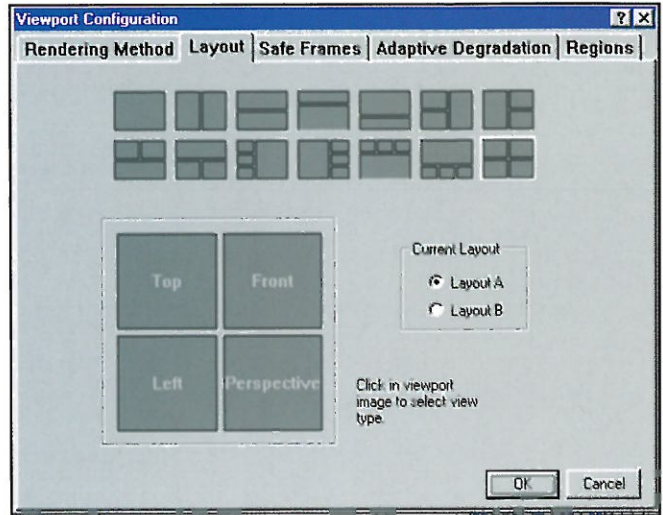 Viewport Configuration
Rendering Method Layout Safe Frames Adaptive Degradation Regions
Current Layout
Top Front
Layout A
Layout B
Left Perspective
Click in viewport
image to select view
type.
OK Cancel